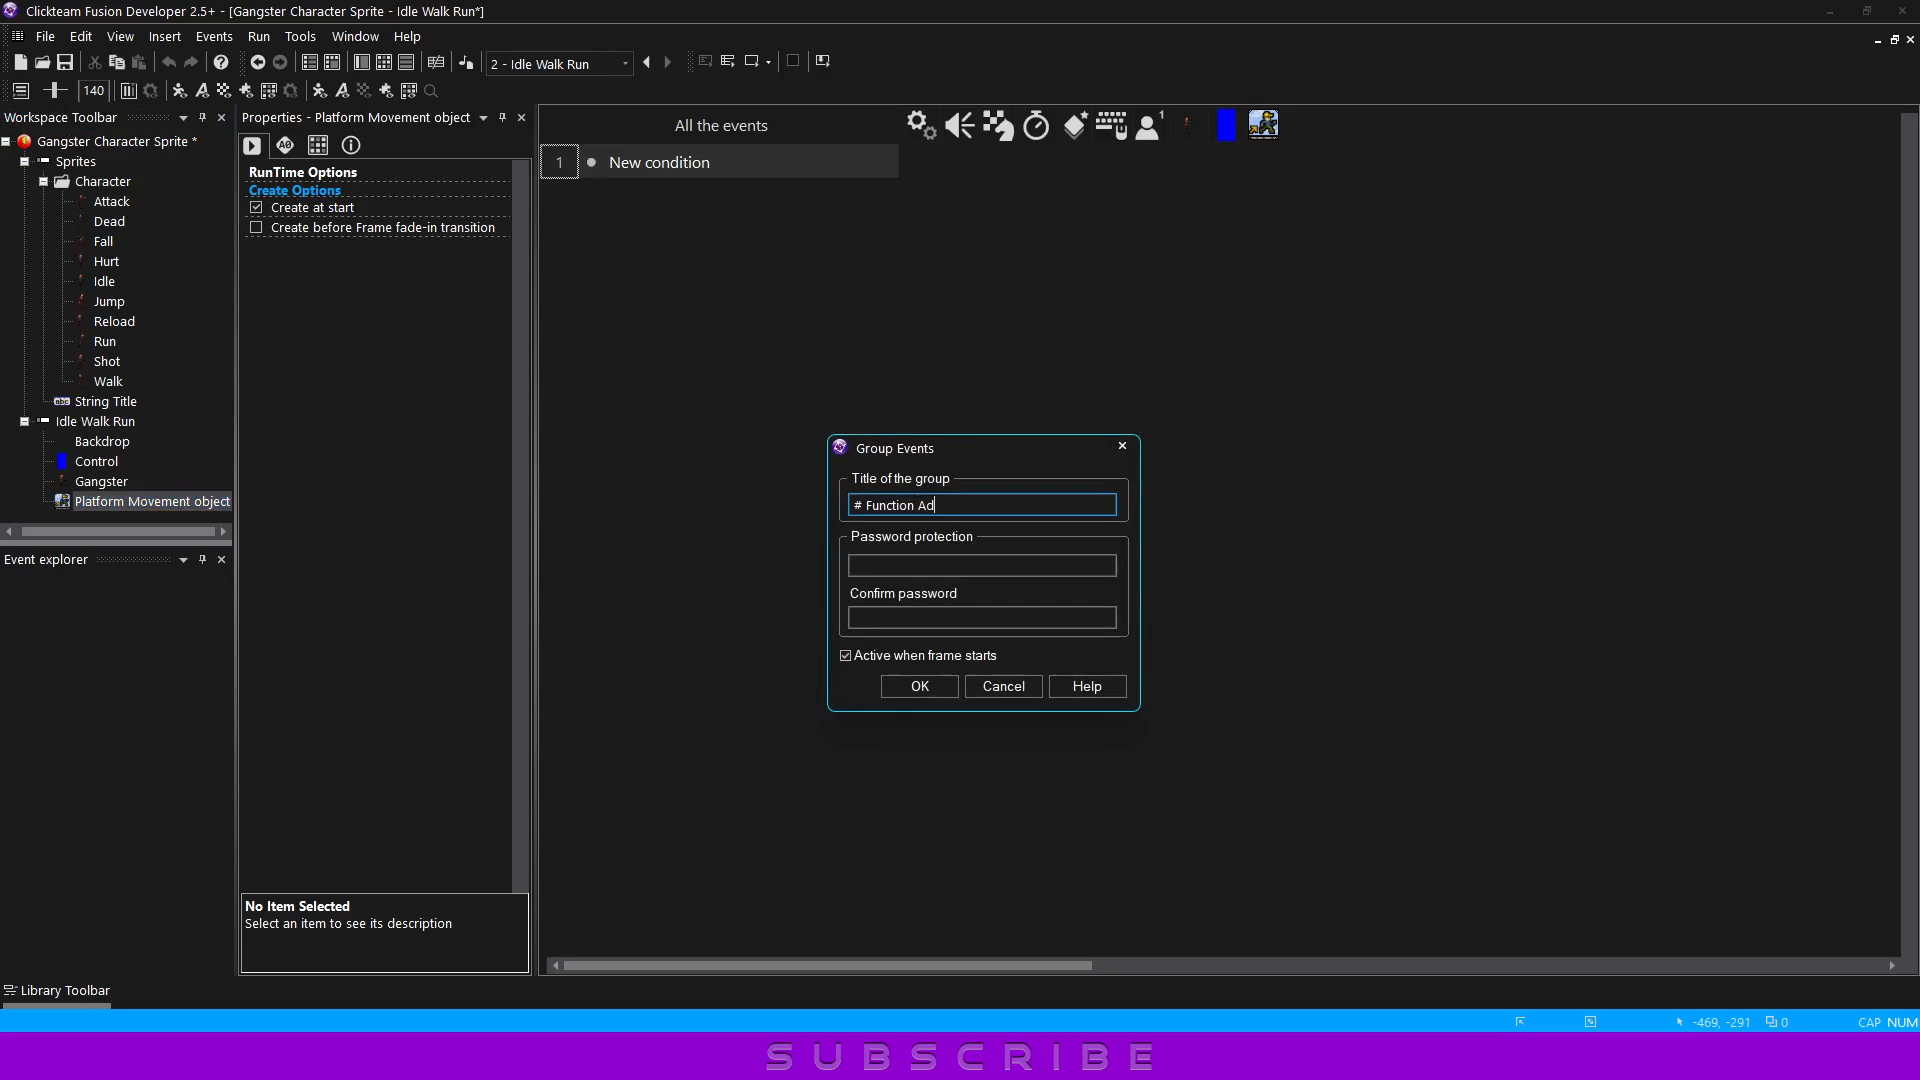 Clickteam Fusion Developer 2.5+ - [Gangster Character Sprite - Idle Walk Run*]
File Edit View Insert Events Run Tools Window Help
2 - Idle Walk Run
140
Workspace Toolbar
Gangster Character Sprite *
Sprites
Character
Attack
Dead
Fall
Hurt
Idle
Jump
Reload
Run
Shot
Walk
abc String Title
Idle Walk Run
Backdrop
Control
Gangster
Platform Movement object
Event explorer
Properties - Platform Movement object
RunTime Options
Create Options
Create at start
Create before Frame fade-in transition
No Item Selected
Select an item to see its description
All the events
1 New condition
Group Events
Title of the group
# Function Ad
Password protection
Confirm password
Active when frame starts
OK Cancel Help
Library Toolbar
-469, -291 0 CAP NUM
SUBSCRIBE